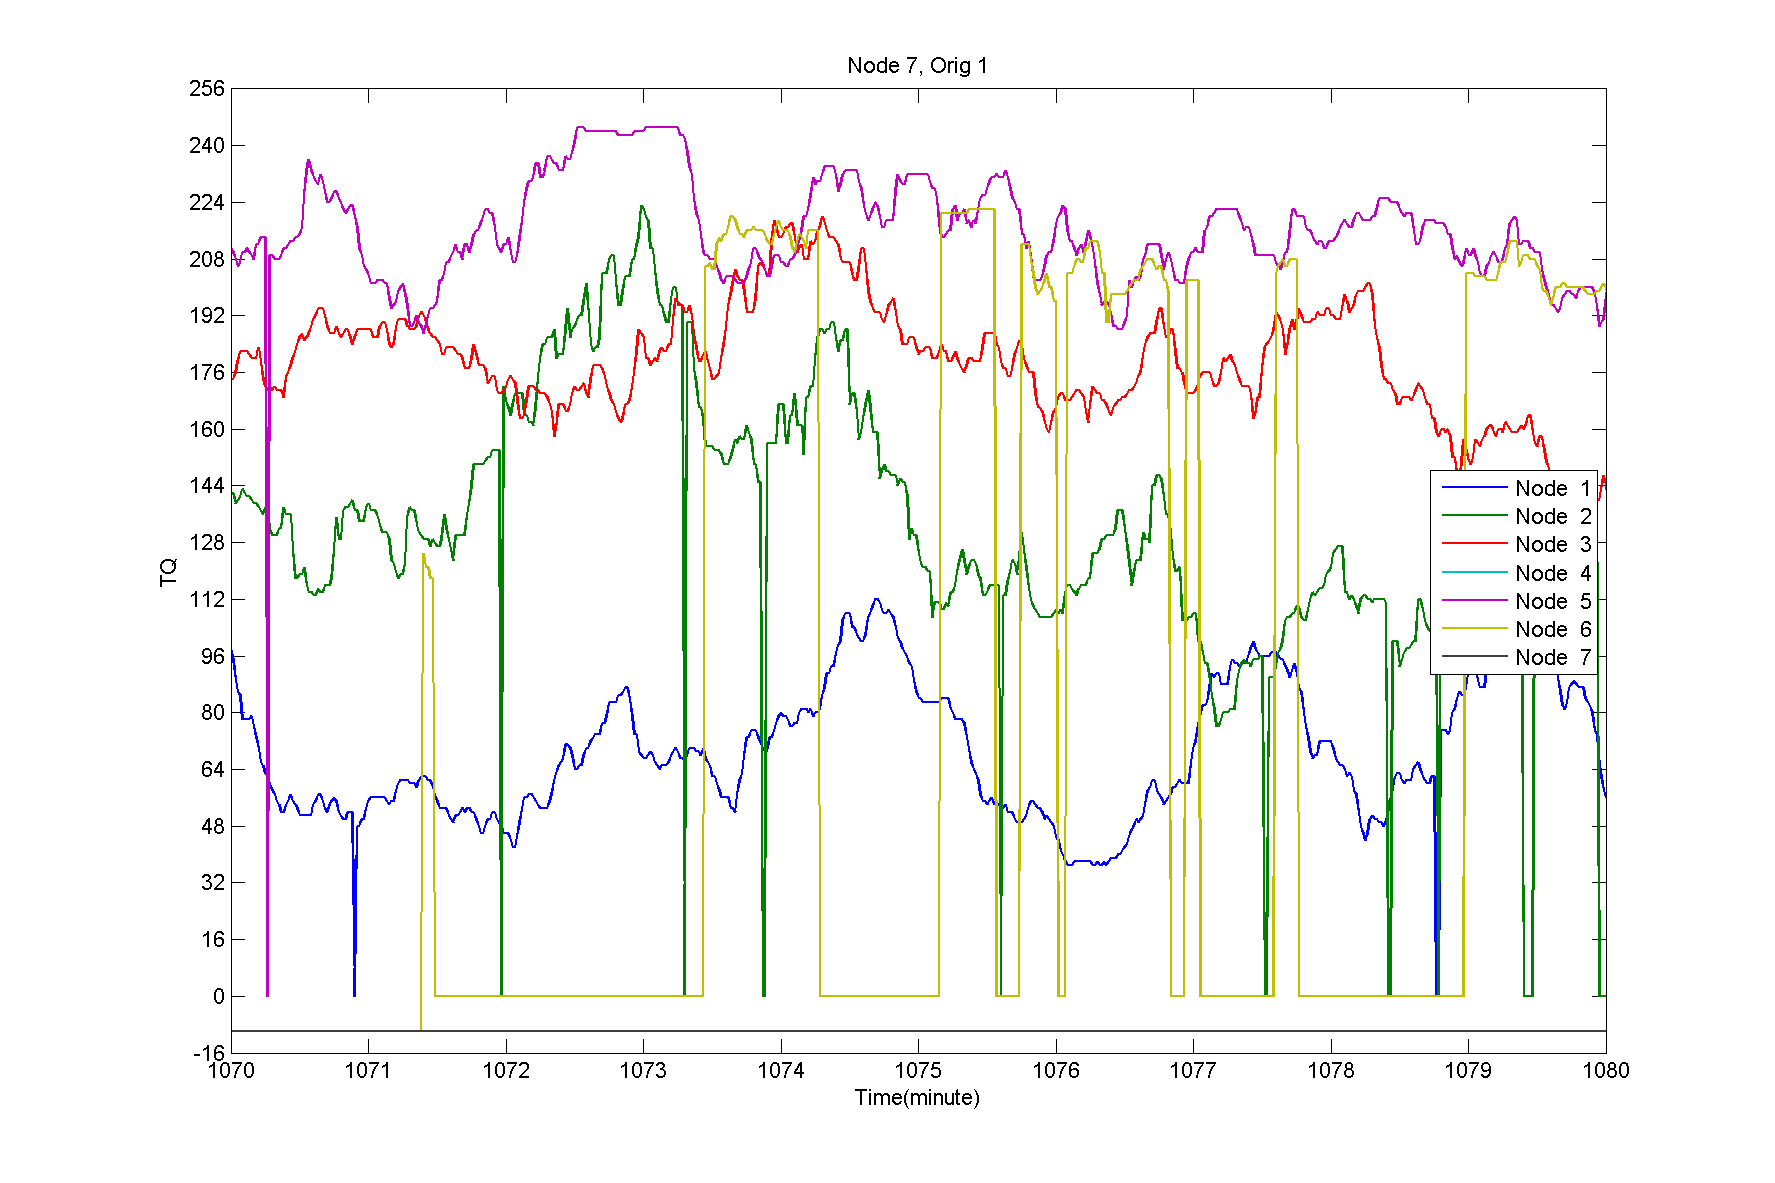 Node 7, Orig 1
256
240
224
208
192
176
160
144
128
112
96
80
64
48
32
16
0
-16
TQ
1070 1071 1072 1073 1074 1075 1076 1077 1078 1079 1080
Time(minute)
Node 1
Node 2
Node 3
Node 4
Node 5
Node 6
Node 7